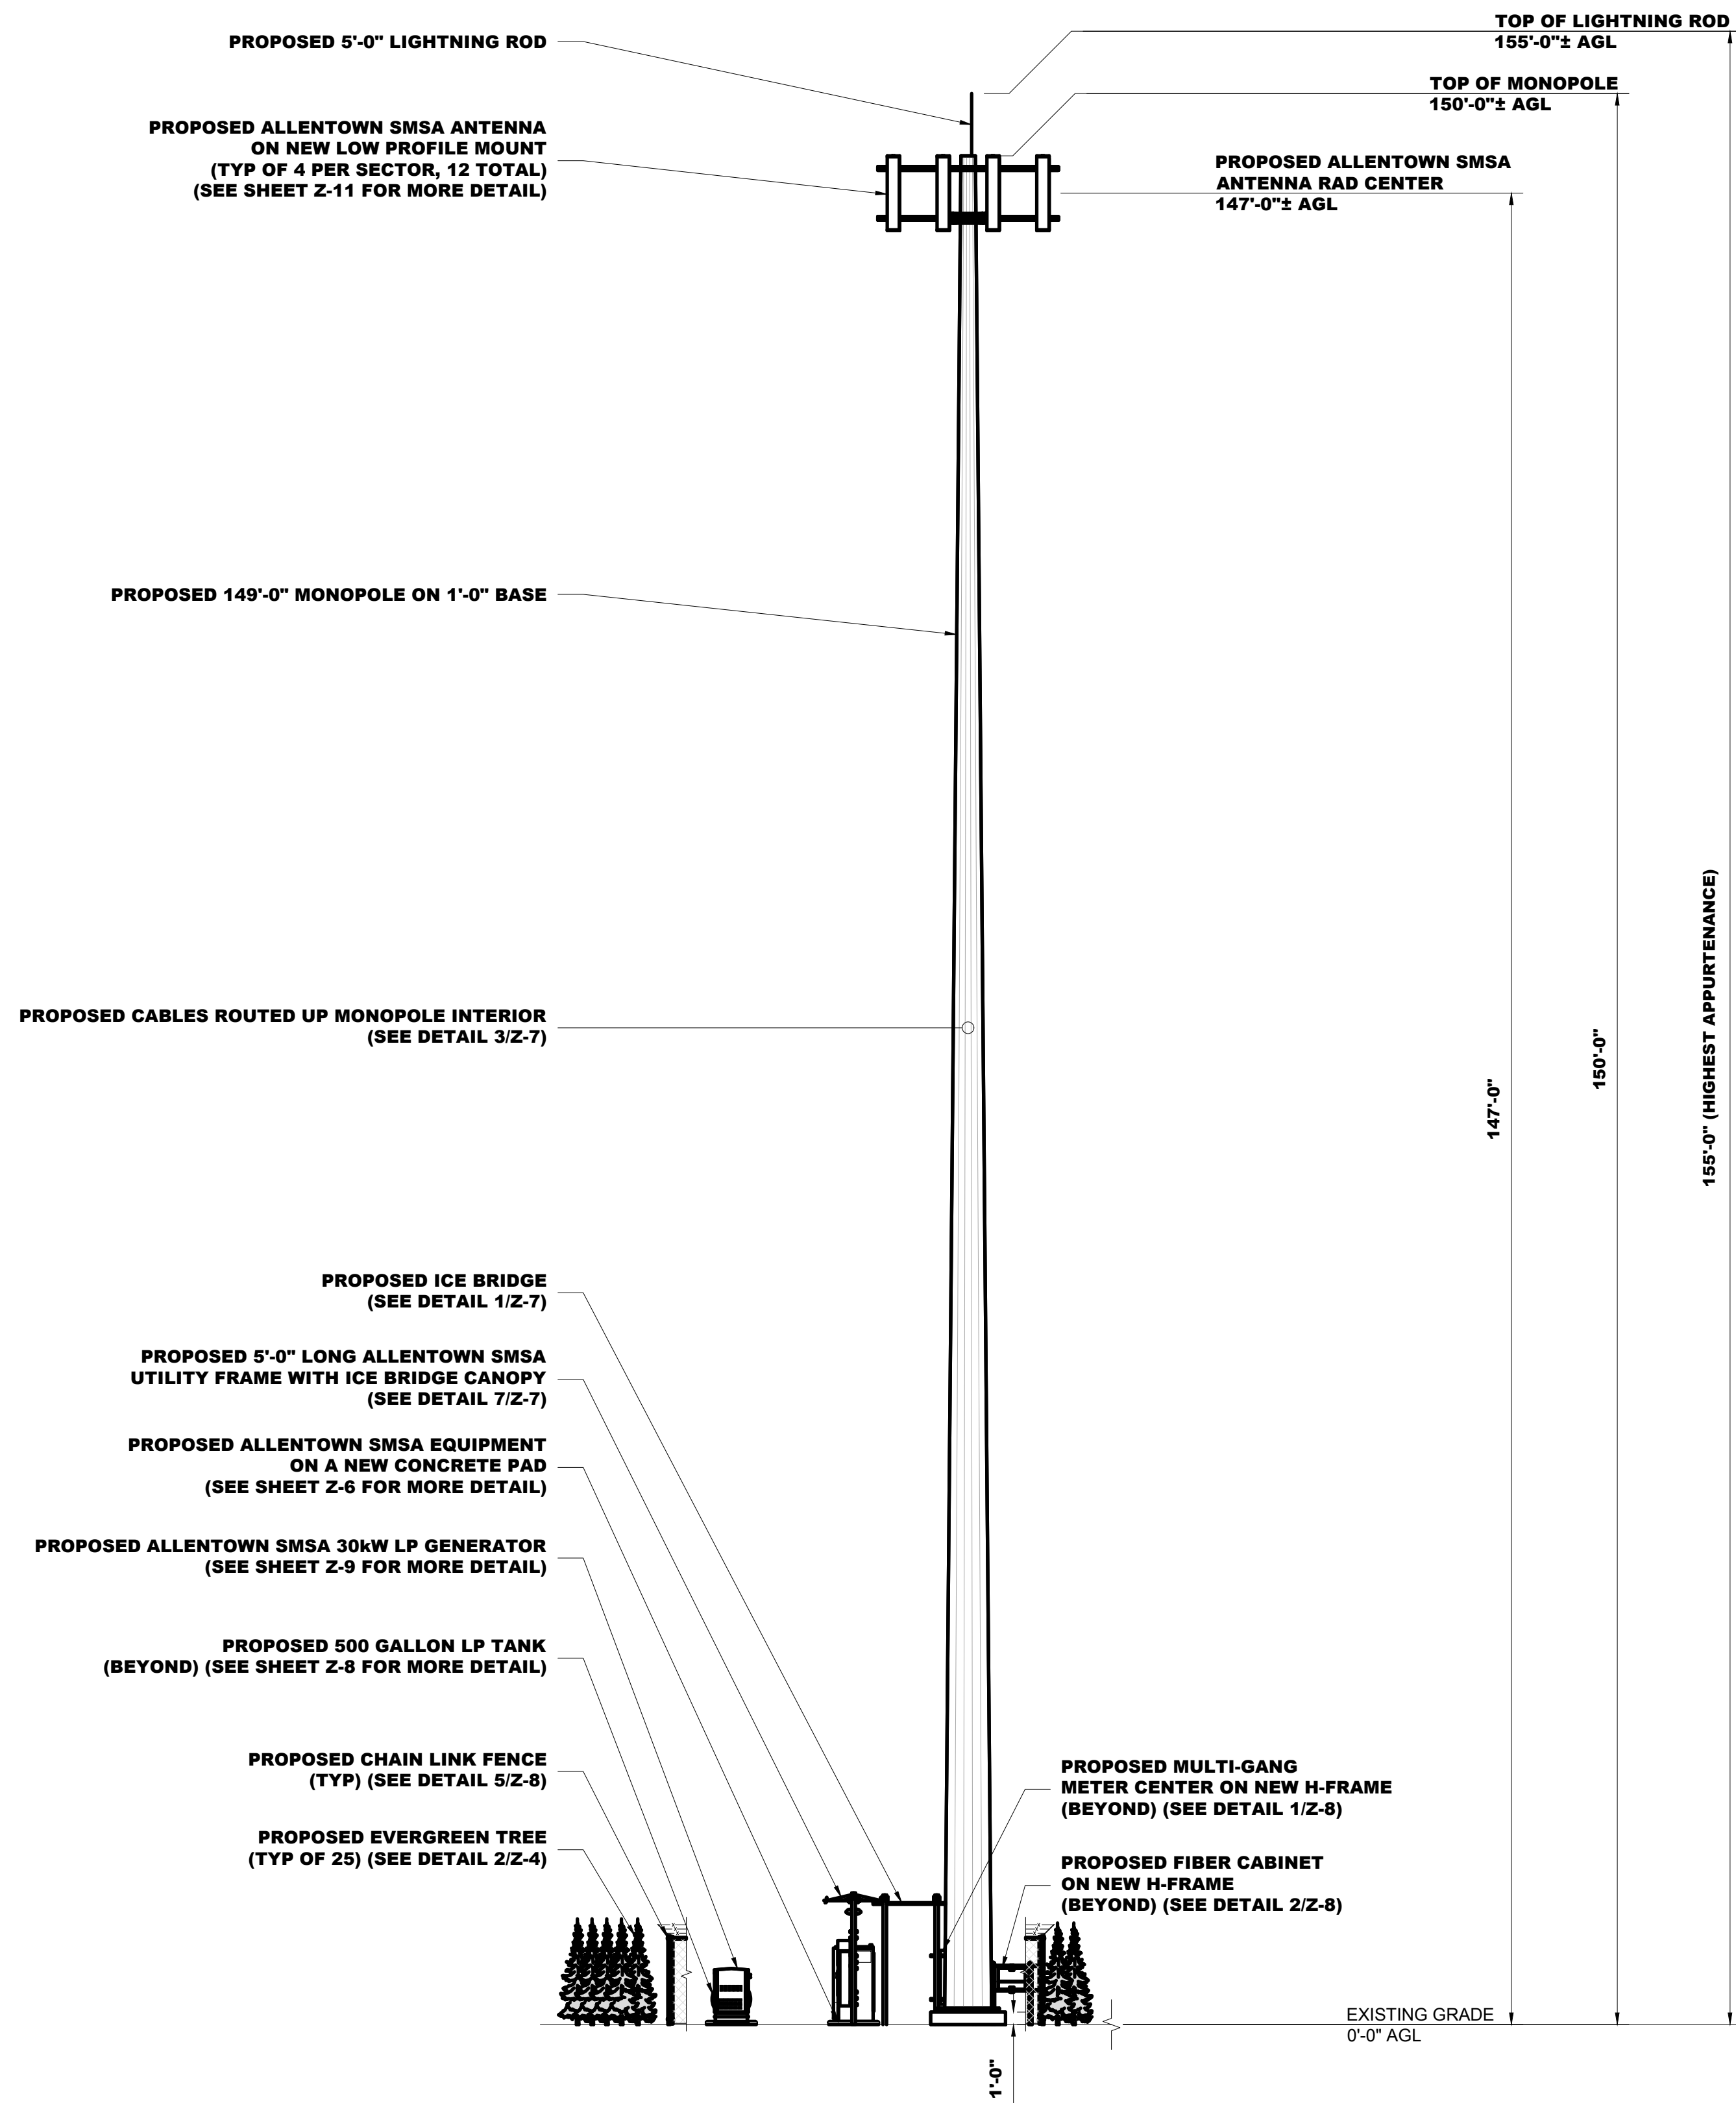 PROPOSED 5'-0" LIGHTNING ROD
TOP OF LIGHTNING ROD
155'-0"± AGL
TOP OF MONOPOLE
150'-0"± AGL
PROPOSED ALLENTOWN SMSA ANTENNA
ON NEW LOW PROFILE MOUNT
(TYP OF 4 PER SECTOR, 12 TOTAL)
(SEE SHEET Z-11 FOR MORE DETAIL)
PROPOSED ALLENTOWN SMSA
ANTENNA RAD CENTER
147'-0"± AGL
PROPOSED 149'-0" MONOPOLE ON 1'-0" BASE
PROPOSED CABLES ROUTED UP MONOPOLE INTERIOR
(SEE DETAIL 3/Z-7)
147'-0"
150'-0"
155'-0" (HIGHEST APPURTENANCE)
PROPOSED ICE BRIDGE
(SEE DETAIL 1/Z-7)
PROPOSED 5'-0" LONG ALLENTOWN SMSA
UTILITY FRAME WITH ICE BRIDGE CANOPY
(SEE DETAIL 7/Z-7)
PROPOSED ALLENTOWN SMSA EQUIPMENT
ON A NEW CONCRETE PAD
(SEE SHEET Z-6 FOR MORE DETAIL)
PROPOSED ALLENTOWN SMSA 30kW LP GENERATOR
(SEE SHEET Z-9 FOR MORE DETAIL)
PROPOSED 500 GALLON LP TANK
(BEYOND) (SEE SHEET Z-8 FOR MORE DETAIL)
PROPOSED CHAIN LINK FENCE
(TYP) (SEE DETAIL 5/Z-8)
PROPOSED EVERGREEN TREE
(TYP OF 25) (SEE DETAIL 2/Z-4)
PROPOSED MULTI-GANG
METER CENTER ON NEW H-FRAME
(BEYOND) (SEE DETAIL 1/Z-8)
PROPOSED FIBER CABINET
ON NEW H-FRAME
(BEYOND) (SEE DETAIL 2/Z-8)
EXISTING GRADE
0'-0" AGL
1'-0"